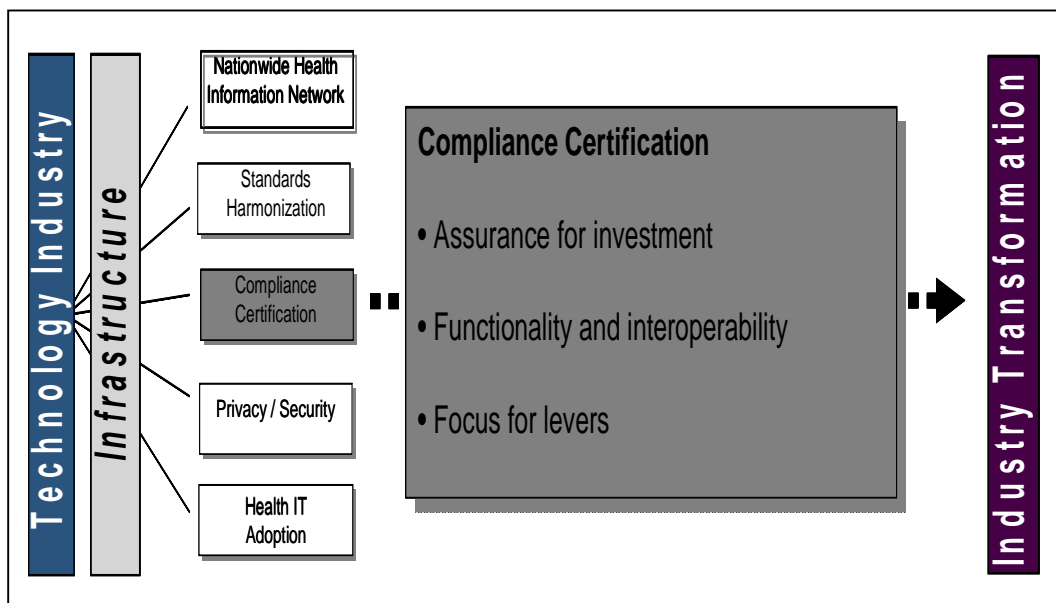 Technology Industry
Infrastructure
Nationwide Health
Information Network
Standards
Harmonization
Compliance
Certification
Privacy / Security
Health IT
Adoption
Compliance Certification
• Assurance for investment
• Functionality and interoperability
• Focus for levers
Industry Transformation